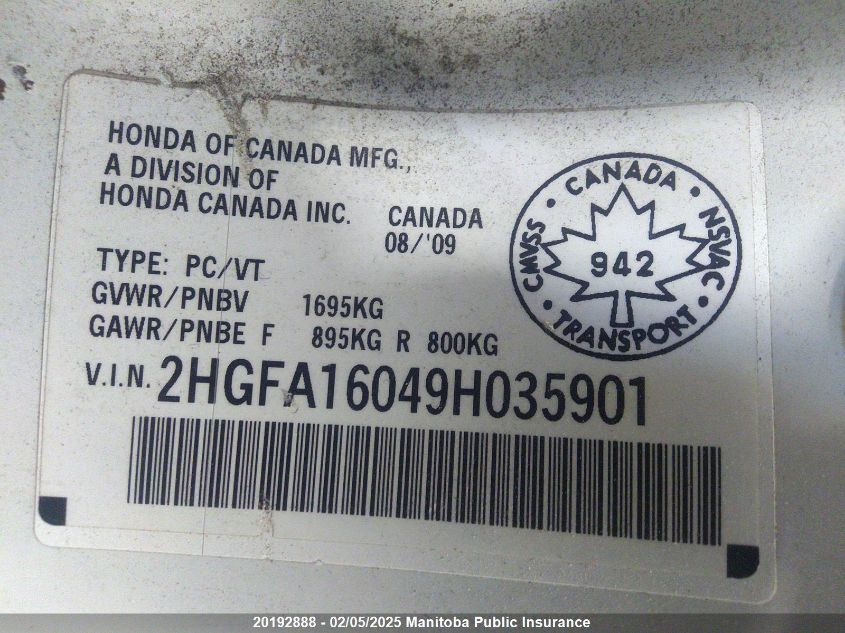 HONDA OF CANADA MFG.,
A DIVISION OF
HONDA CANADA INC. CANADA
08/'09
TYPE: PC/VT
GVWR/PNBV 1695KG
GAWR/PNBE F 895KG R 800KG
V.I.N. 2HGFA16049H035901
CMVSS • CANADA • NSVAC • TRANSPORT •
942
20192888 - 02/05/2025 Manitoba Public Insurance